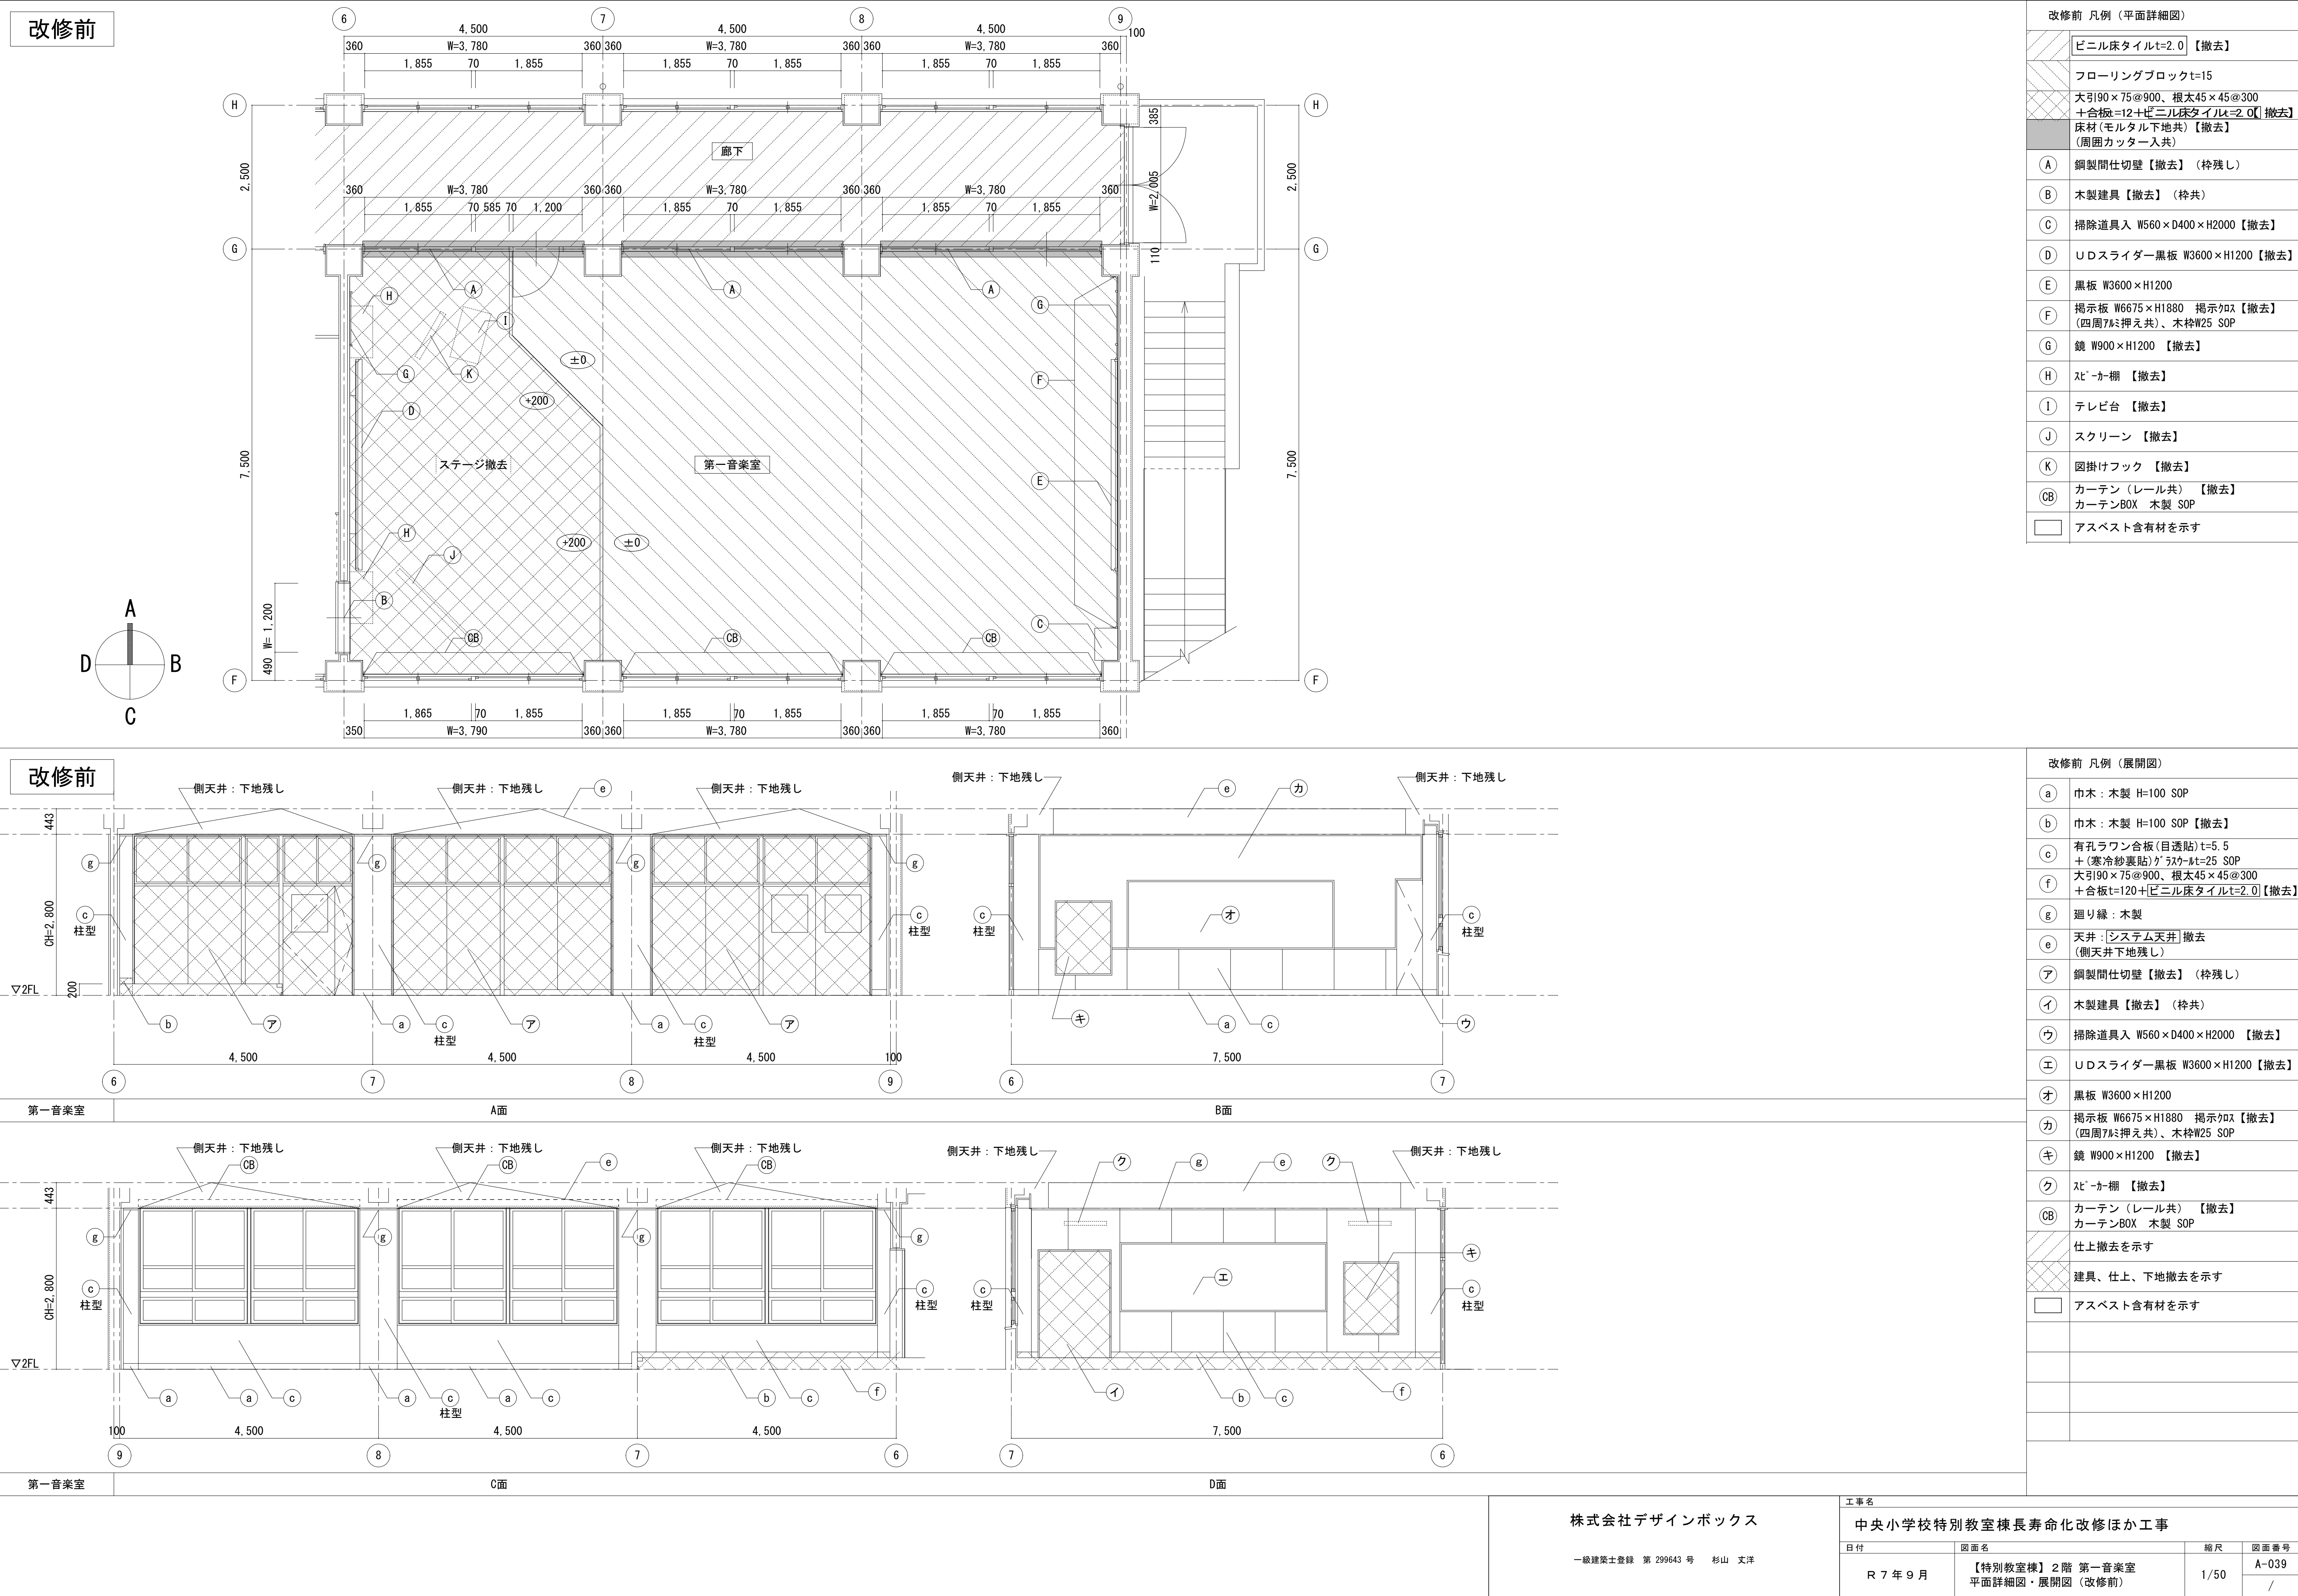 改修前
6
7
8
9
4,500
4,500
4,500
100
360
W=3,780
360
360
W=3,780
360
360
W=3,780
360
1,855
70
1,855
1,855
70
1,855
1,855
70
1,855
H
H
385
廊下
2,500
2,500
W=2,005
360
W=3,780
360
360
W=3,780
360
360
W=3,780
360
1,855
70
585
70
1,200
1,855
70
1,855
1,855
70
1,855
G
G
110
A
A
A
H
I
G
G
K
±0
F
+200
D
7,500
7,500
ステージ撤去
第一音楽室
E
H
+200
±0
J
B
C
CB
CB
CB
W= 1,200
490
F
F
A
D
B
C
1,865
70
1,855
1,855
70
1,855
1,855
70
1,855
350
W=3,790
360
360
W=3,780
360
360
W=3,780
360
改修前 凡例（平面詳細図）
ビニル床タイルt=2.0 【撤去】
フローリングブロックt=15
大引90×75@900、根太45×45@300
＋合板t=12＋ビニル床タイルt=2.0【撤去】
床材(モルタル下地共)【撤去】
(周囲カッター入共)
A 鋼製間仕切壁【撤去】（枠残し）
B 木製建具【撤去】（枠共）
C 掃除道具入 W560×D400×H2000【撤去】
D ＵＤスライダー黒板 W3600×H1200【撤去】
E 黒板 W3600×H1200
F 掲示板 W6675×H1880　掲示ｸﾛｽ【撤去】
(四周ｱﾙﾐ押え共)、木枠W25 SOP
G 鏡 W900×H1200 【撤去】
H ｽﾋﾟｰｶｰ棚 【撤去】
I テレビ台 【撤去】
J スクリーン 【撤去】
K 図掛けフック 【撤去】
CB カーテン（レール共） 【撤去】
カーテンBOX　木製 SOP
アスベスト含有材を示す
改修前
側天井：下地残し
側天井：下地残し
e
側天井：下地残し
側天井：下地残し
e
カ
側天井：下地残し
443
g
g
g
g
CH=2,800
c
柱型
c
柱型
c
柱型
オ
c
柱型
▽2FL
200
b
ア
a
c
柱型
ア
a
c
柱型
ア
キ
a
c
ウ
4,500
4,500
4,500
100
7,500
6
7
8
9
6
7
第一音楽室
A面
B面
側天井：下地残し
CB
側天井：下地残し
CB
e
側天井：下地残し
CB
側天井：下地残し
ク
g
e
ク
側天井：下地残し
443
g
g
g
g
キ
CH=2,800
c
柱型
c
柱型
c
柱型
エ
c
柱型
▽2FL
a
a
c
a
c
柱型
a
c
b
c
f
イ
b
c
f
100
4,500
4,500
4,500
7,500
9
8
7
6
7
6
第一音楽室
C面
D面
改修前 凡例（展開図）
a 巾木：木製 H=100 SOP
b 巾木：木製 H=100 SOP【撤去】
c 有孔ラワン合板(目透貼)t=5.5
＋(寒冷紗裏貼)ｸﾞﾗｽｳｰﾙt=25 SOP
f 大引90×75@900、根太45×45@300
＋合板t=120＋ビニル床タイルt=2.0【撤去】
g 廻り縁：木製
e 天井：システム天井 撤去
(側天井下地残し)
ア 鋼製間仕切壁【撤去】（枠残し）
イ 木製建具【撤去】（枠共）
ウ 掃除道具入 W560×D400×H2000 【撤去】
エ ＵＤスライダー黒板 W3600×H1200【撤去】
オ 黒板 W3600×H1200
カ 掲示板 W6675×H1880　掲示ｸﾛｽ【撤去】
(四周ｱﾙﾐ押え共)、木枠W25 SOP
キ 鏡 W900×H1200 【撤去】
ク ｽﾋﾟｰｶｰ棚 【撤去】
CB カーテン（レール共） 【撤去】
カーテンBOX　木製 SOP
仕上撤去を示す
建具、仕上、下地撤去を示す
アスベスト含有材を示す
株式会社デザインボックス
一級建築士登録　第 299643 号　杉山　丈洋
工事名
中央小学校特別教室棟長寿命化改修ほか工事
日付
図面名
縮尺
図面番号
Ｒ７年９月
【特別教室棟】２階 第一音楽室
平面詳細図・展開図（改修前）
1/50
A-039
/